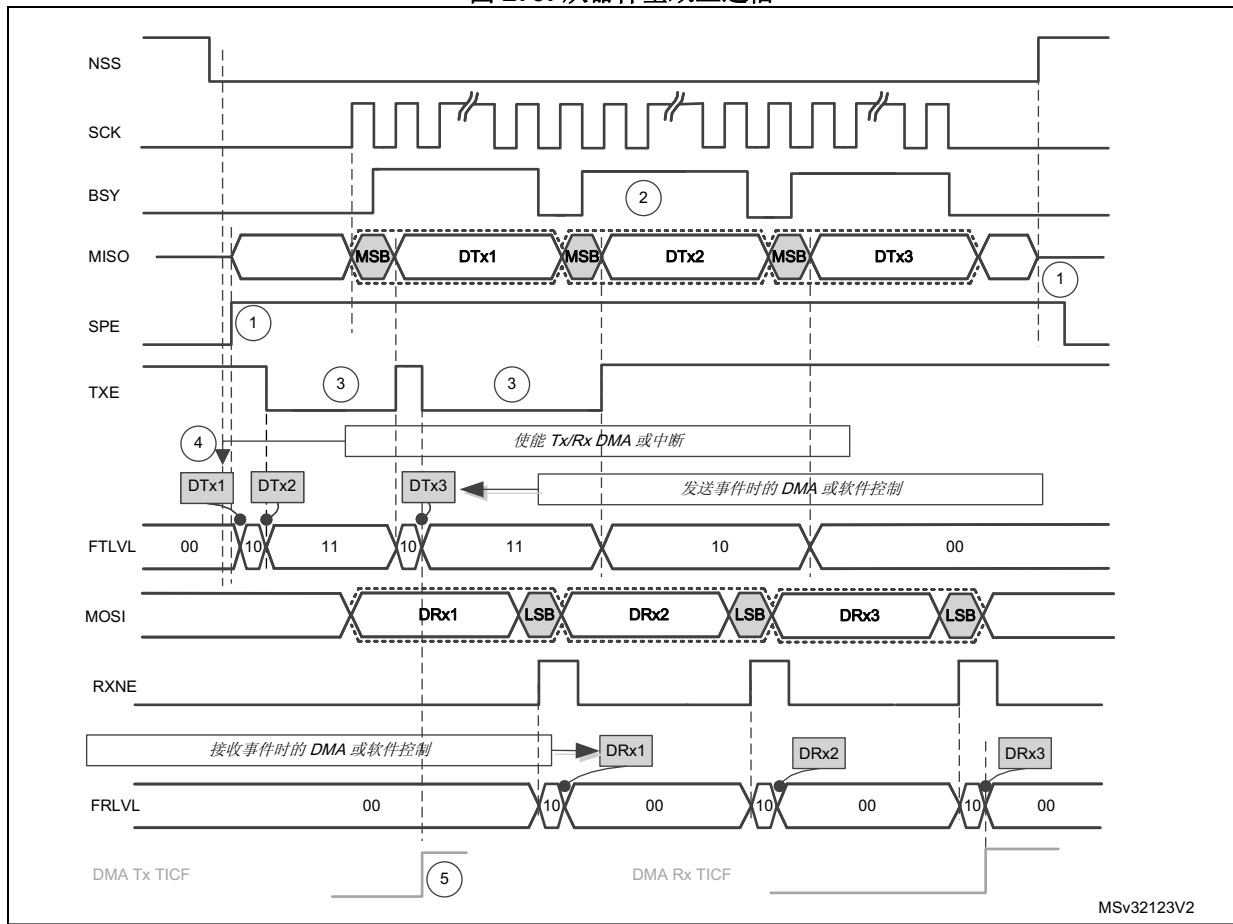 NSS
SCK
BSY
2
MISO
MSB DTx1 MSB DTx2 MSB DTx3
1
SPE
1
TXE
3 3
4
使能 Tx/Rx DMA 或中断
DTx1 DTx2 DTx3
发送事件时的 DMA 或软件控制
FTLVL 00 10 11 10 11 10 00
MOSI
DRx1 LSB DRx2 LSB DRx3 LSB
RXNE
接收事件时的 DMA 或软件控制
DRx1 DRx2 DRx3
FRLVL 00 10 00 10 00 10 00
DMA Tx TICF 5 DMA Rx TICF
MSv32123V2